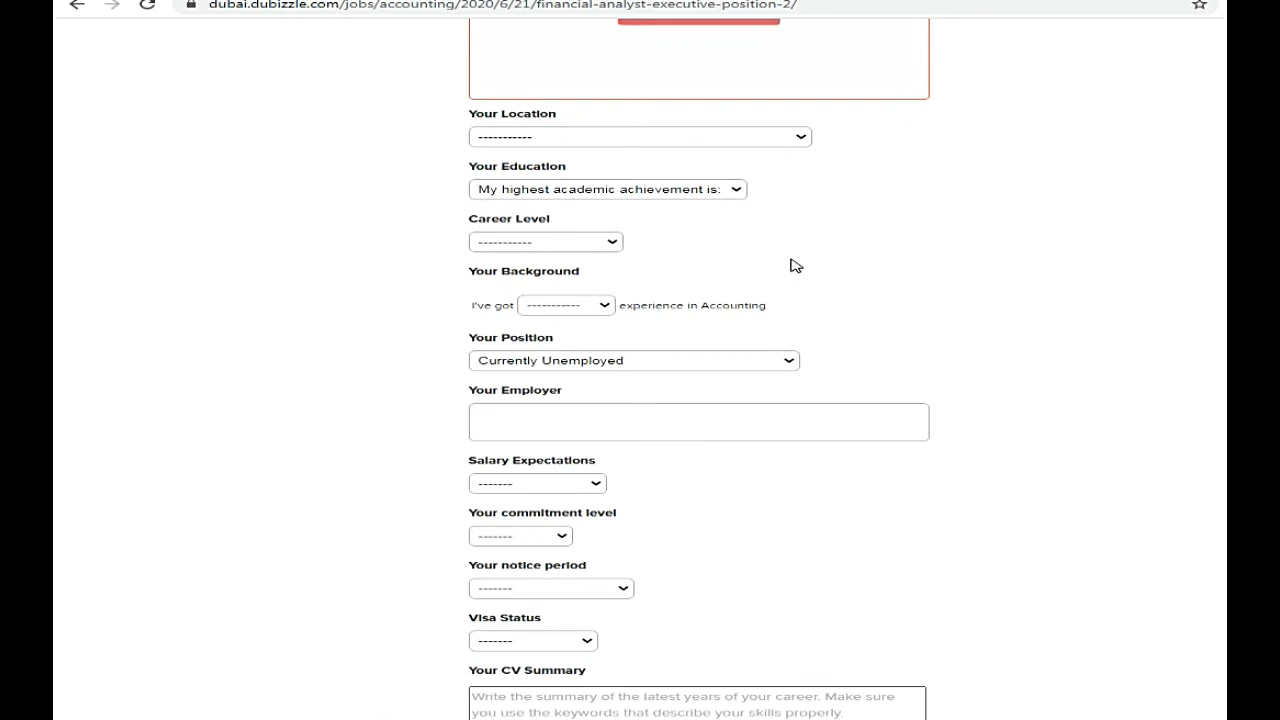 dubai.dubizzle.com/jobs/accounting/2020/6/21/financial-analyst-executive-position-2/
Your Location
-----------
Your Education
My highest academic achievement is:
Career Level
-----------
Your Background
I've got ----------- experience in Accounting
Your Position
Currently Unemployed
Your Employer
Salary Expectations
-------
Your commitment level
-------
Your notice period
-------
Visa Status
-------
Your CV Summary
Write the summary of the latest years of your career. Make sure
you use the keywords that describe your skills properly.